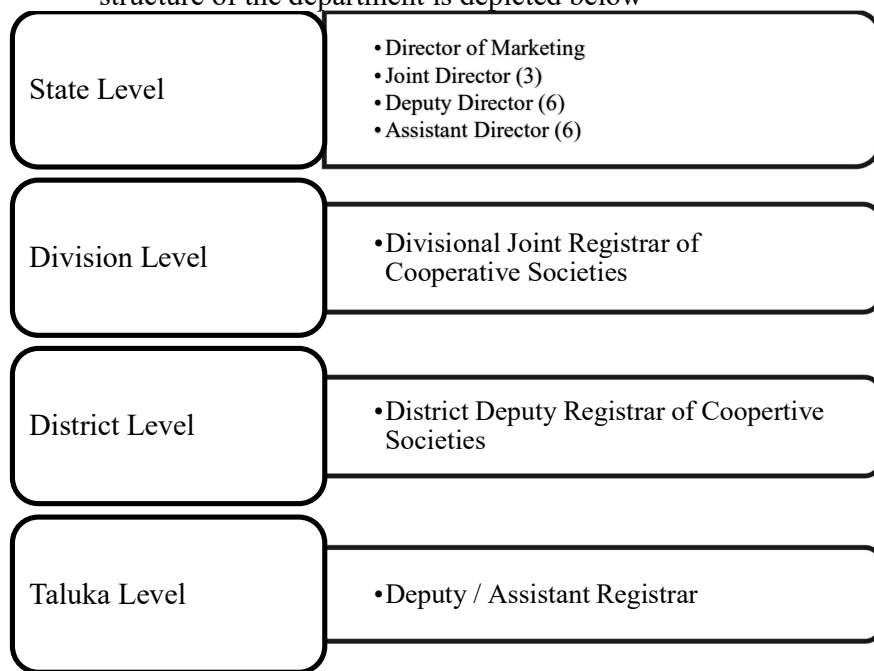 structure of the department is depicted below
State Level
•Director of Marketing
•Joint Director (3)
•Deputy Director (6)
•Assistant Director (6)
Division Level
•Divisional Joint Registrar of
Cooperative Societies
District Level
•District Deputy Registrar of Coopertive
Societies
Taluka Level
•Deputy / Assistant Registrar